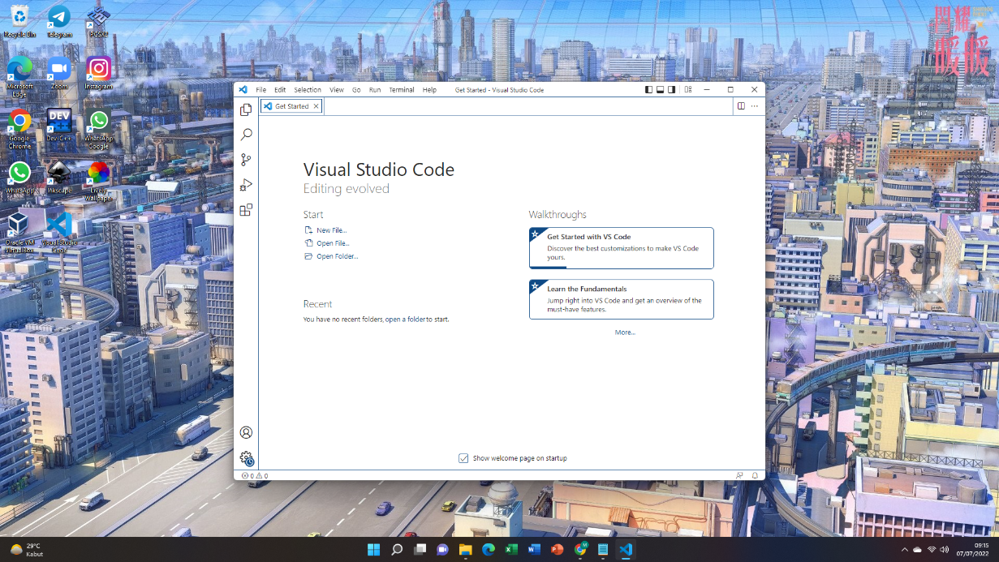 Recycle Bin
Telegram
PCSX2
Microsoft Edge
Zoom
Instagram
Google Chrome
DEV
Dev-C++
WhatsApp Google
WhatsApp
Inkscape
Lively Wallpaper
Oracle VM VirtualBox
Visual Studio Code
閃耀
暖暖
File Edit Selection View Go Run Terminal Help
Get Started - Visual Studio Code
Get Started
Visual Studio Code
Editing evolved
Start
New File...
Open File...
Open Folder...
Recent
You have no recent folders, open a folder to start.
Walkthroughs
Get Started with VS Code
Discover the best customizations to make VS Code
yours.
Learn the Fundamentals
Jump right into VS Code and get an overview of the
must-have features.
More...
Show welcome page on startup
0 0
29°C
Kabut
M
09:15
07/07/2022